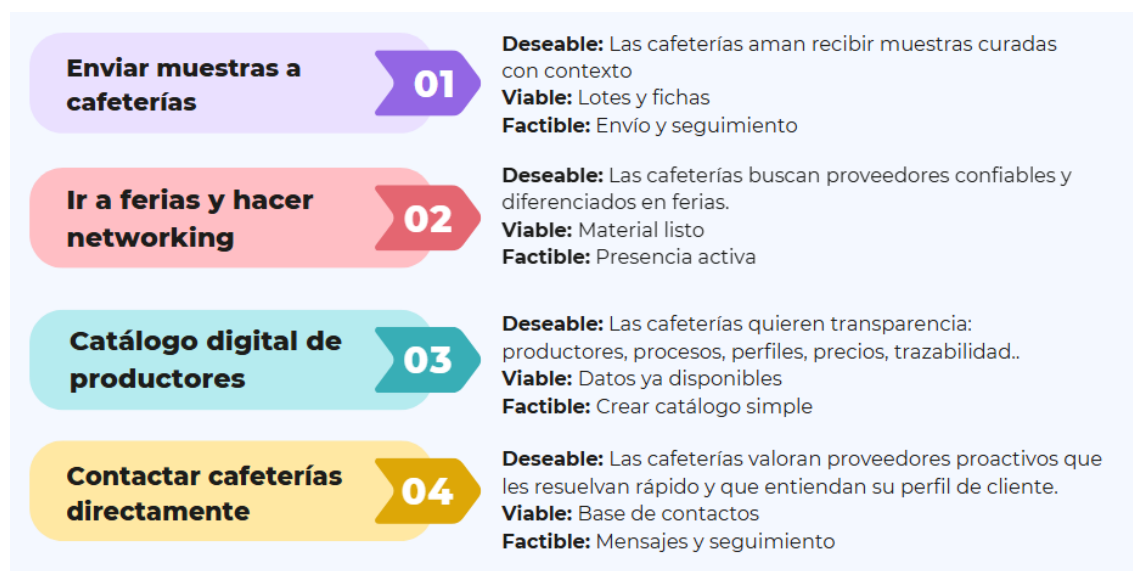 Enviar muestras a
cafeterías
01
Deseable: Las cafeterías aman recibir muestras curadas
con contexto
Viable: Lotes y fichas
Factible: Envío y seguimiento
Ir a ferias y hacer
networking
02
Deseable: Las cafeterías buscan proveedores confiables y
diferenciados en ferias.
Viable: Material listo
Factible: Presencia activa
Catálogo digital de
productores
03
Deseable: Las cafeterías quieren transparencia:
productores, procesos, perfiles, precios, trazabilidad..
Viable: Datos ya disponibles
Factible: Crear catálogo simple
Contactar cafeterías
directamente
04
Deseable: Las cafeterías valoran proveedores proactivos que
les resuelvan rápido y que entiendan su perfil de cliente.
Viable: Base de contactos
Factible: Mensajes y seguimiento